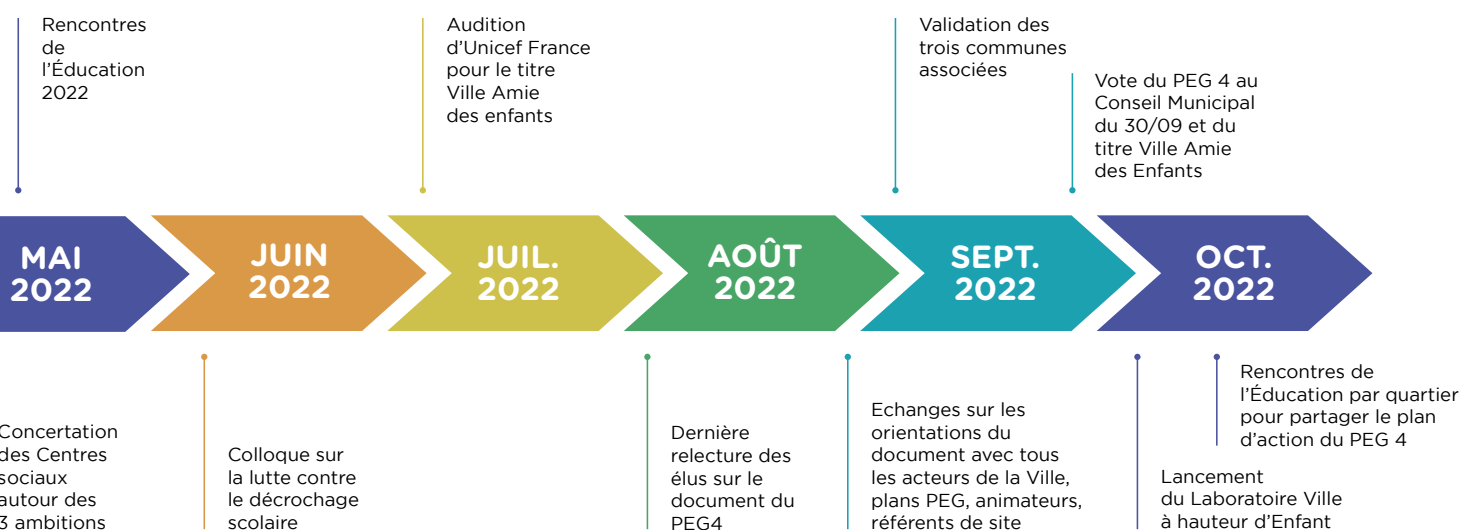 Rencontres
de
l'Éducation
2022
Audition
d'Unicef France
pour le titre
Ville Amie
des enfants
Validation des
trois communes
associées
Vote du PEG 4 au
Conseil Municipal
du 30/09 et du
titre Ville Amie
des Enfants
MAI
2022
JUIN
2022
JUIL.
2022
AOÛT
2022
SEPT.
2022
OCT.
2022
Concertation
des Centres
sociaux
autour des
3 ambitions
Colloque sur
la lutte contre
le décrochage
scolaire
Dernière
relecture des
élus sur le
document du
PEG4
Echanges sur les
orientations du
document avec tous
les acteurs de la Ville,
plans PEG, animateurs,
référents de site
Lancement
du Laboratoire Ville
à hauteur d'Enfant
Rencontres de
l'Éducation par quartier
pour partager le plan
d'action du PEG 4